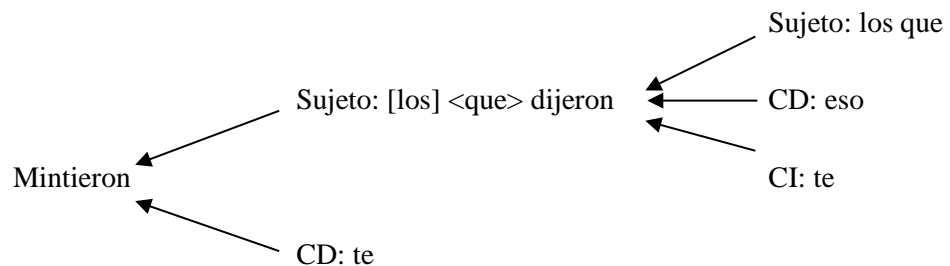 Sujeto: los que
Sujeto: [los] <que> dijeron
CD: eso
Mintieron
CI: te
CD: te